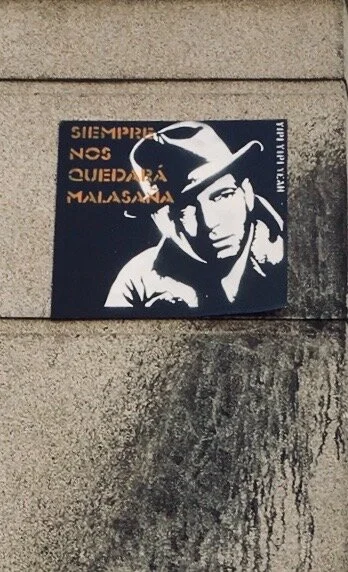 SIEMPRE
NOS
QUEDARÁ
MALASAÑA
YIPI YIPI YEAH